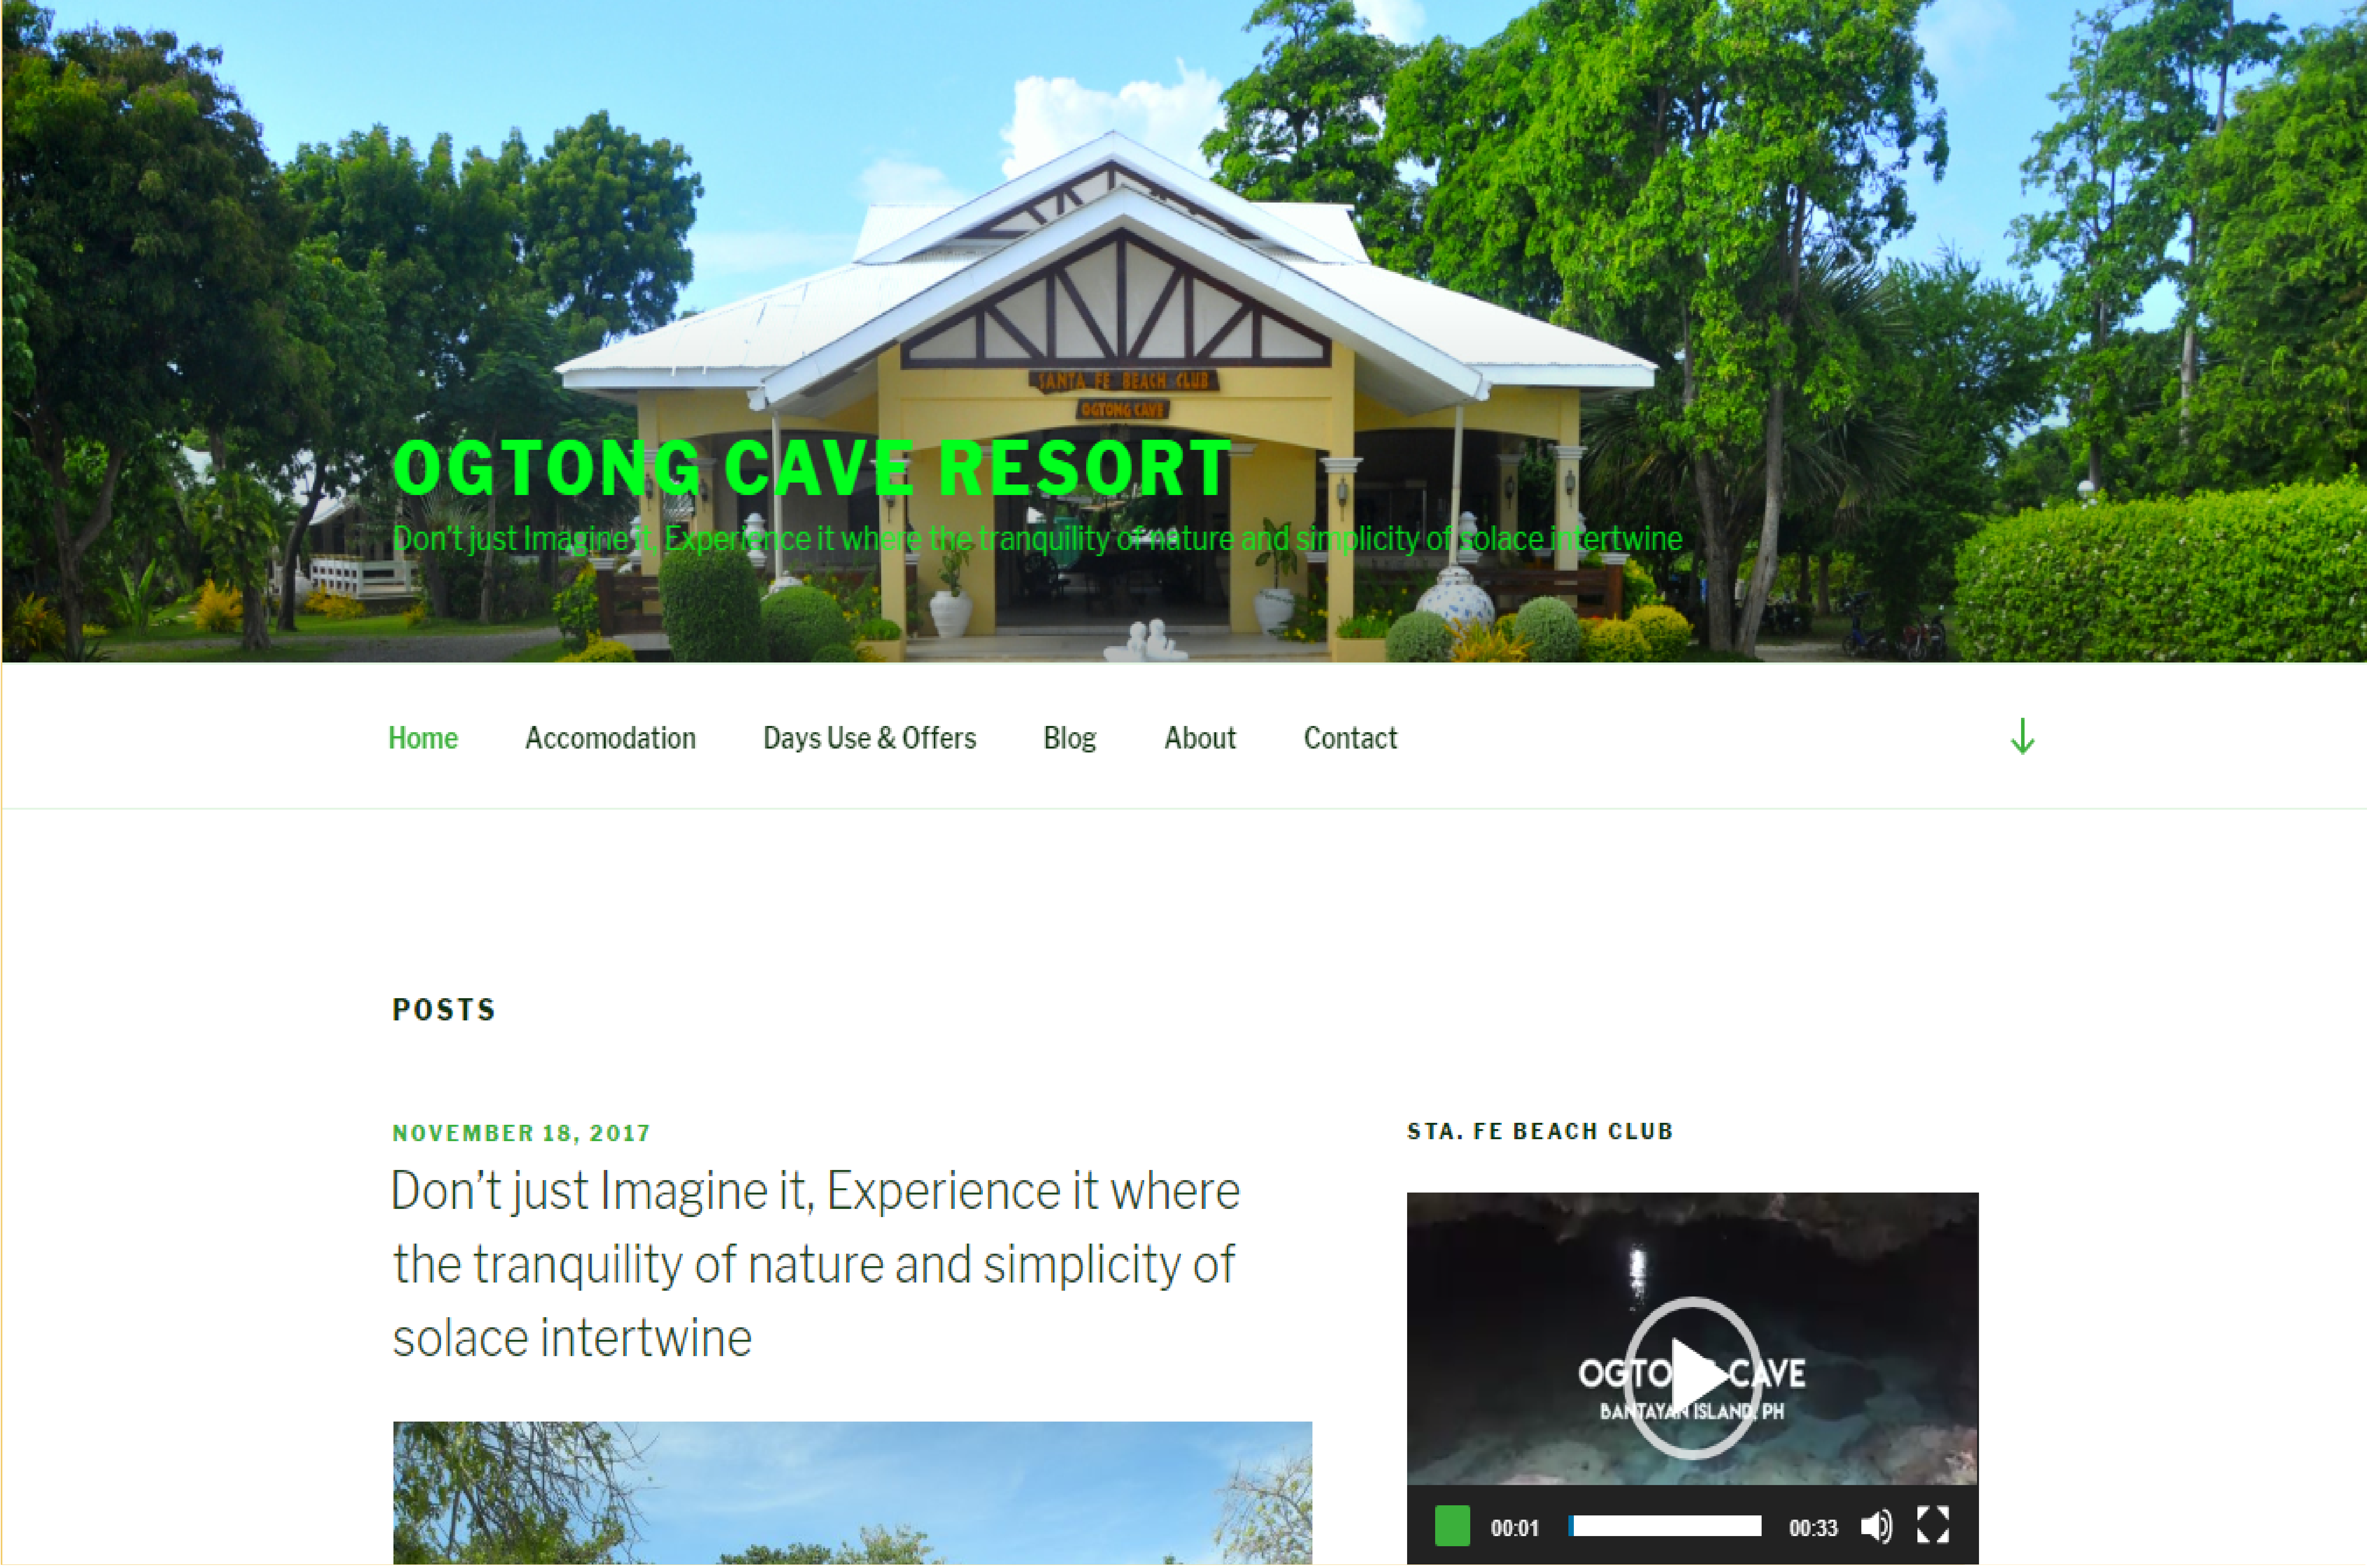 SANTA FE BEACH CLUB
OGTONG CAVE
OGTONG CAVE RESORT
Don't just Imagine it, Experience it where the tranquility of nature and simplicity of solace intertwine
Home Accomodation Days Use & Offers Blog About Contact
POSTS
NOVEMBER 18, 2017
Don't just Imagine it, Experience it where
the tranquility of nature and simplicity of
solace intertwine
STA. FE BEACH CLUB
OGTONG CAVE
BANTAYAN ISLAND, PH
00:01 00:33